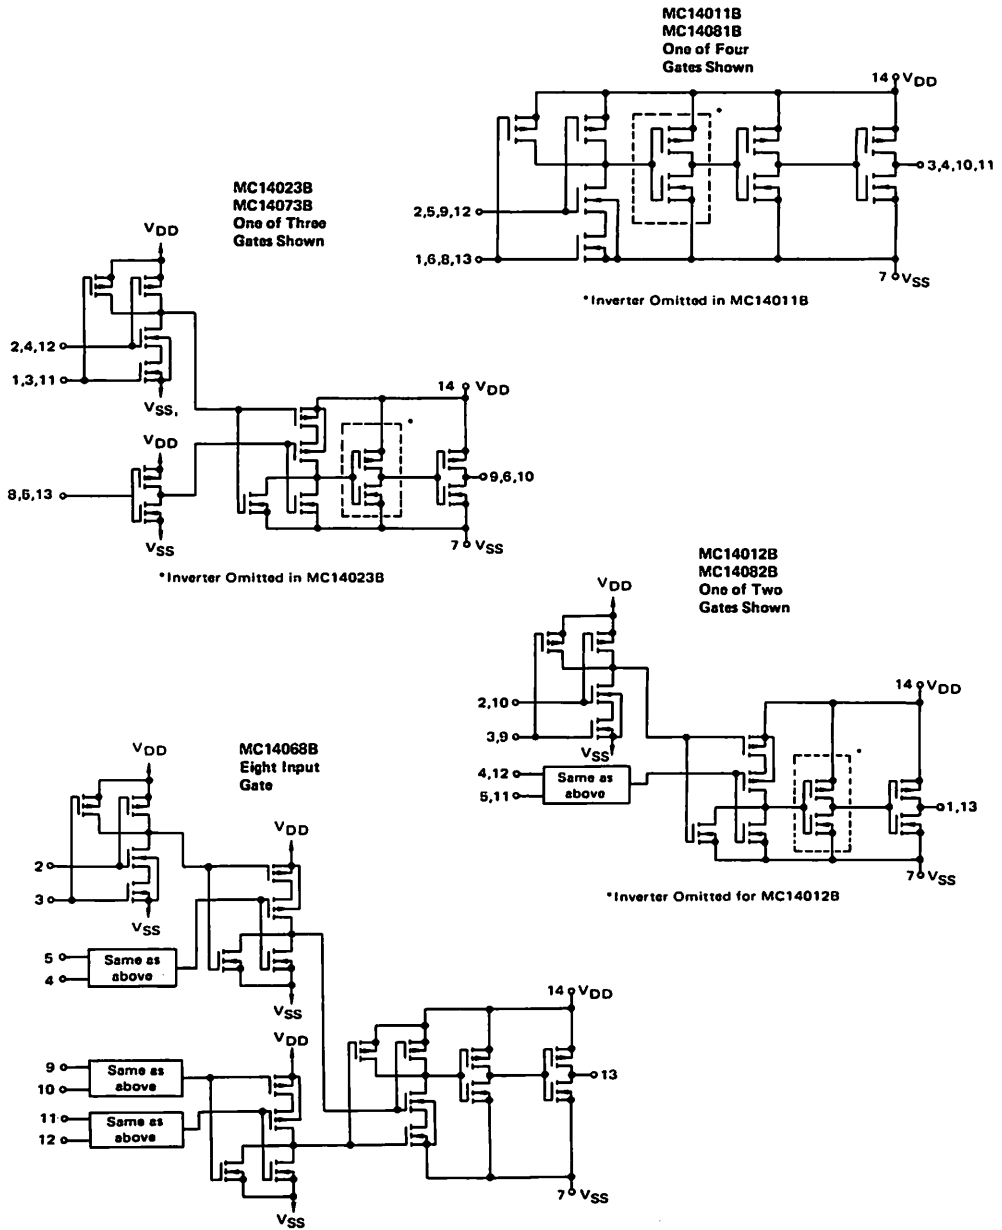 MC14011B
MC14081B
One of Four
Gates Shown
14 VDD
*
3,4,10,11
2,5,9,12
1,6,8,13
7 VSS
*Inverter Omitted in MC14011B
MC14023B
MC14073B
One of Three
Gates Shown
VDD
2,4,12
1,3,11
VSS,
VDD
8,6,13
VSS
14 VDD
*
9,6,10
7 VSS
*Inverter Omitted in MC14023B
MC14012B
MC14082B
One of Two
Gates Shown
VDD
2,10
3,9
VSS
4,12
5,11
Same as
above
14 VDD
*
1,13
7 VSS
*Inverter Omitted for MC14012B
MC14068B
Eight Input
Gate
VDD
2
3
VSS
5
4
Same as
above
VDD
VSS
9
10
Same as
above
11
12
Same as
above
VDD
VSS
14 VDD
13
7 VSS